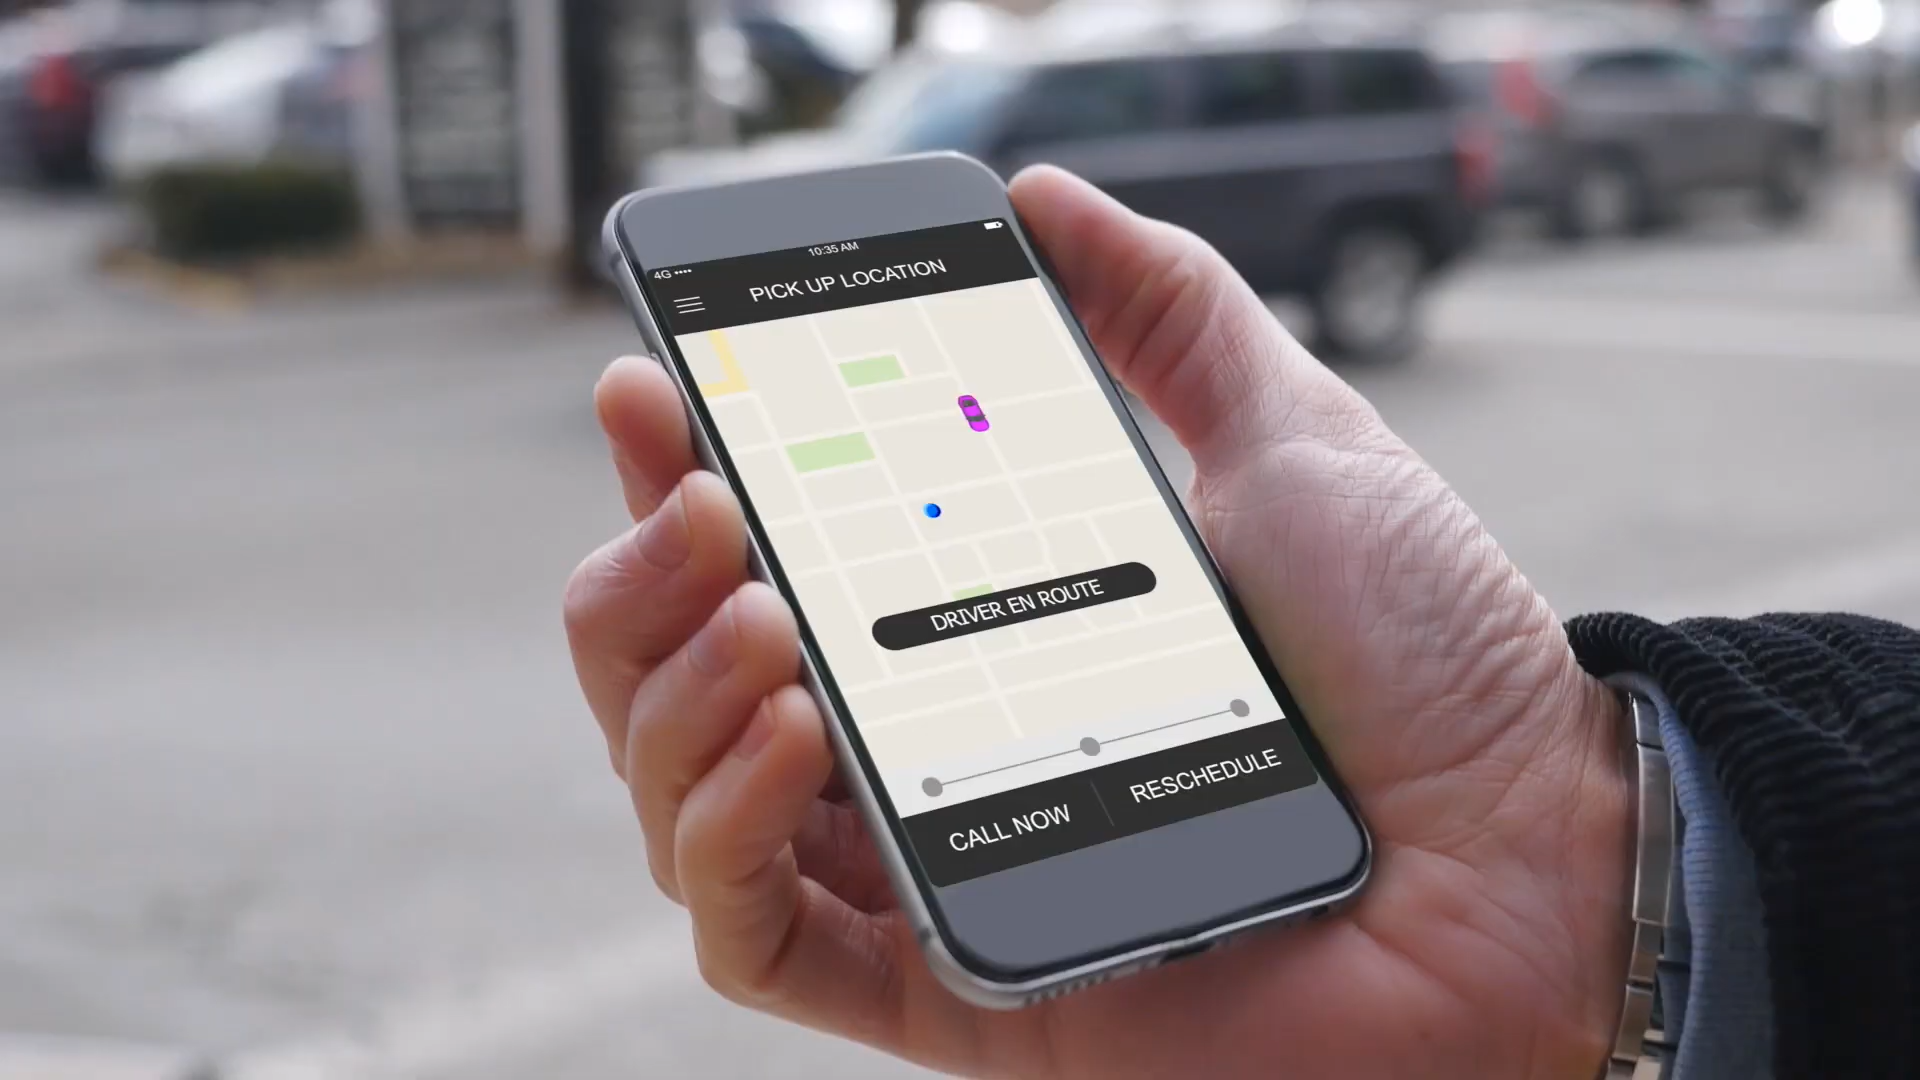 10:35 AM
4G
PICK UP LOCATION
DRIVER EN ROUTE
CALL NOW
RESCHEDULE